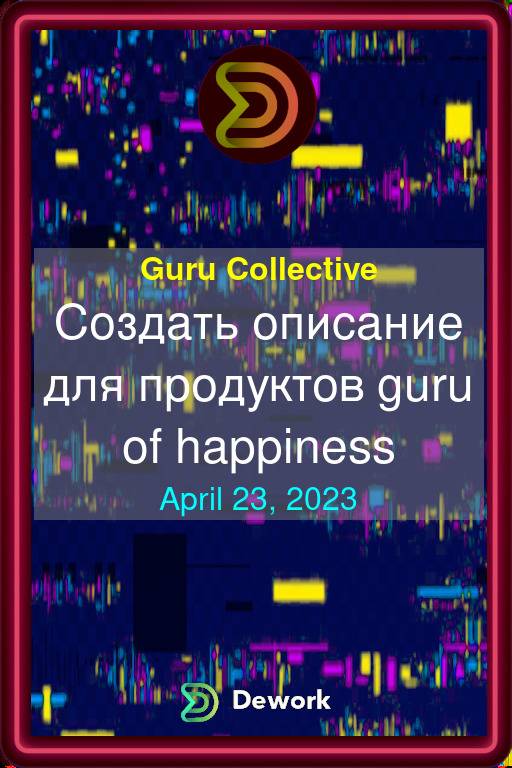 Guru Collective
Создать описание
для продуктов guru
of happiness
April 23, 2023
Dework